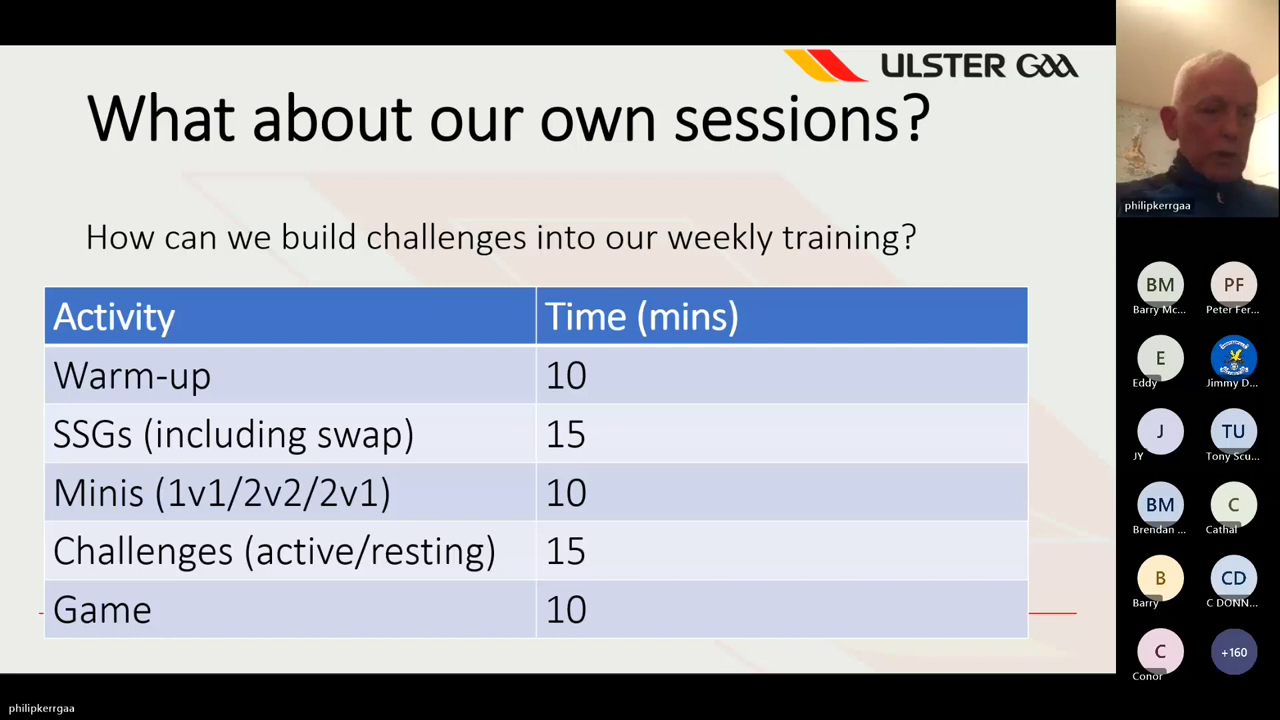 ULSTER GAA
What about our own sessions?
How can we build challenges into our weekly training?
Activity Time (mins)
Warm-up 10
SSGs (including swap) 15
Minis (1v1/2v2/2v1) 10
Challenges (active/resting) 15
Game 10
philipkerrgaa
BM PF
Barry Mc... Peter Fer...
E
Eddy Jimmy D...
J TU
JY Tony Scu...
BM C
Brendan ... Cathal
B CD
Barry C DONN...
C +160
Conor
philipkerrgaa